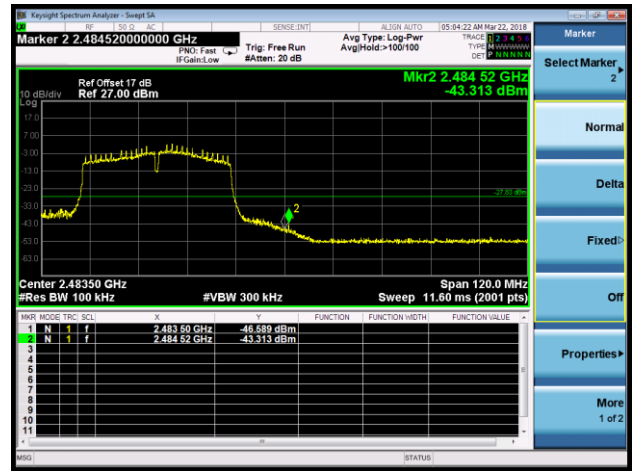 Keysight Spectrum Analyzer - Swept SA
RF 50 Ω AC SENSE:INT ALIGN AUTO 05:04:22 AM Mar 22, 2018
Marker 2 2.484520000000 GHz
PNO: Fast
IFGain:Low
Trig: Free Run
#Atten: 20 dB
Avg Type: Log-Pwr
Avg|Hold:>100/100
TRACE 1 2 3 4 5 6
TYPE M WWWWW
DET P NNNNN
Mkr2 2.484 52 GHz
-43.313 dBm
Ref Offset 17 dB
10 dB/div Ref 27.00 dBm
Log
17.0
7.00
-3.00
-13.0
-23.0
-27.83 dBm
-33.0
2
-43.0
-53.0
-63.0
Center 2.48350 GHz Span 120.0 MHz
#Res BW 100 kHz #VBW 300 kHz Sweep 11.60 ms (2001 pts)
MKR MODE TRC SCL X Y FUNCTION FUNCTION WIDTH FUNCTION VALUE
1 N 1 f 2.483 50 GHz -46.589 dBm
2 N 1 f 2.484 52 GHz -43.313 dBm
3
4
5
6
7
8
9
10
11
MSG STATUS
Marker
Select Marker
2
Normal
Delta
Fixed
Off
Properties
More
1 of 2